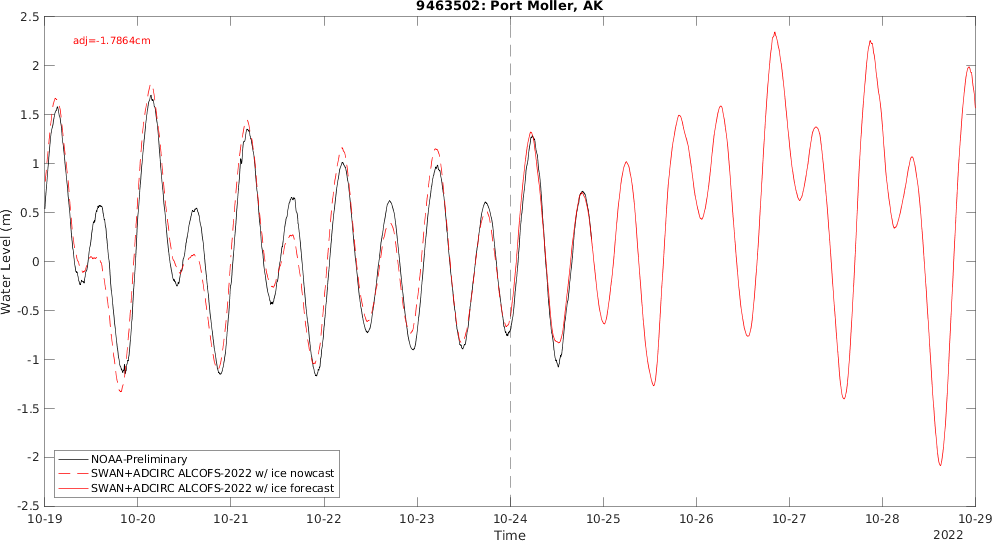 9463502: Port Moller, AK
adj=-1.7864cm
Water Level (m)
2.5
2
1.5
1
0.5
0
-0.5
-1
-1.5
-2
-2.5
NOAA-Preliminary
SWAN+ADCIRC ALCOFS-2022 w/ ice nowcast
SWAN+ADCIRC ALCOFS-2022 w/ ice forecast
10-19 10-20 10-21 10-22 10-23 10-24 10-25 10-26 10-27 10-28 10-29
Time
2022